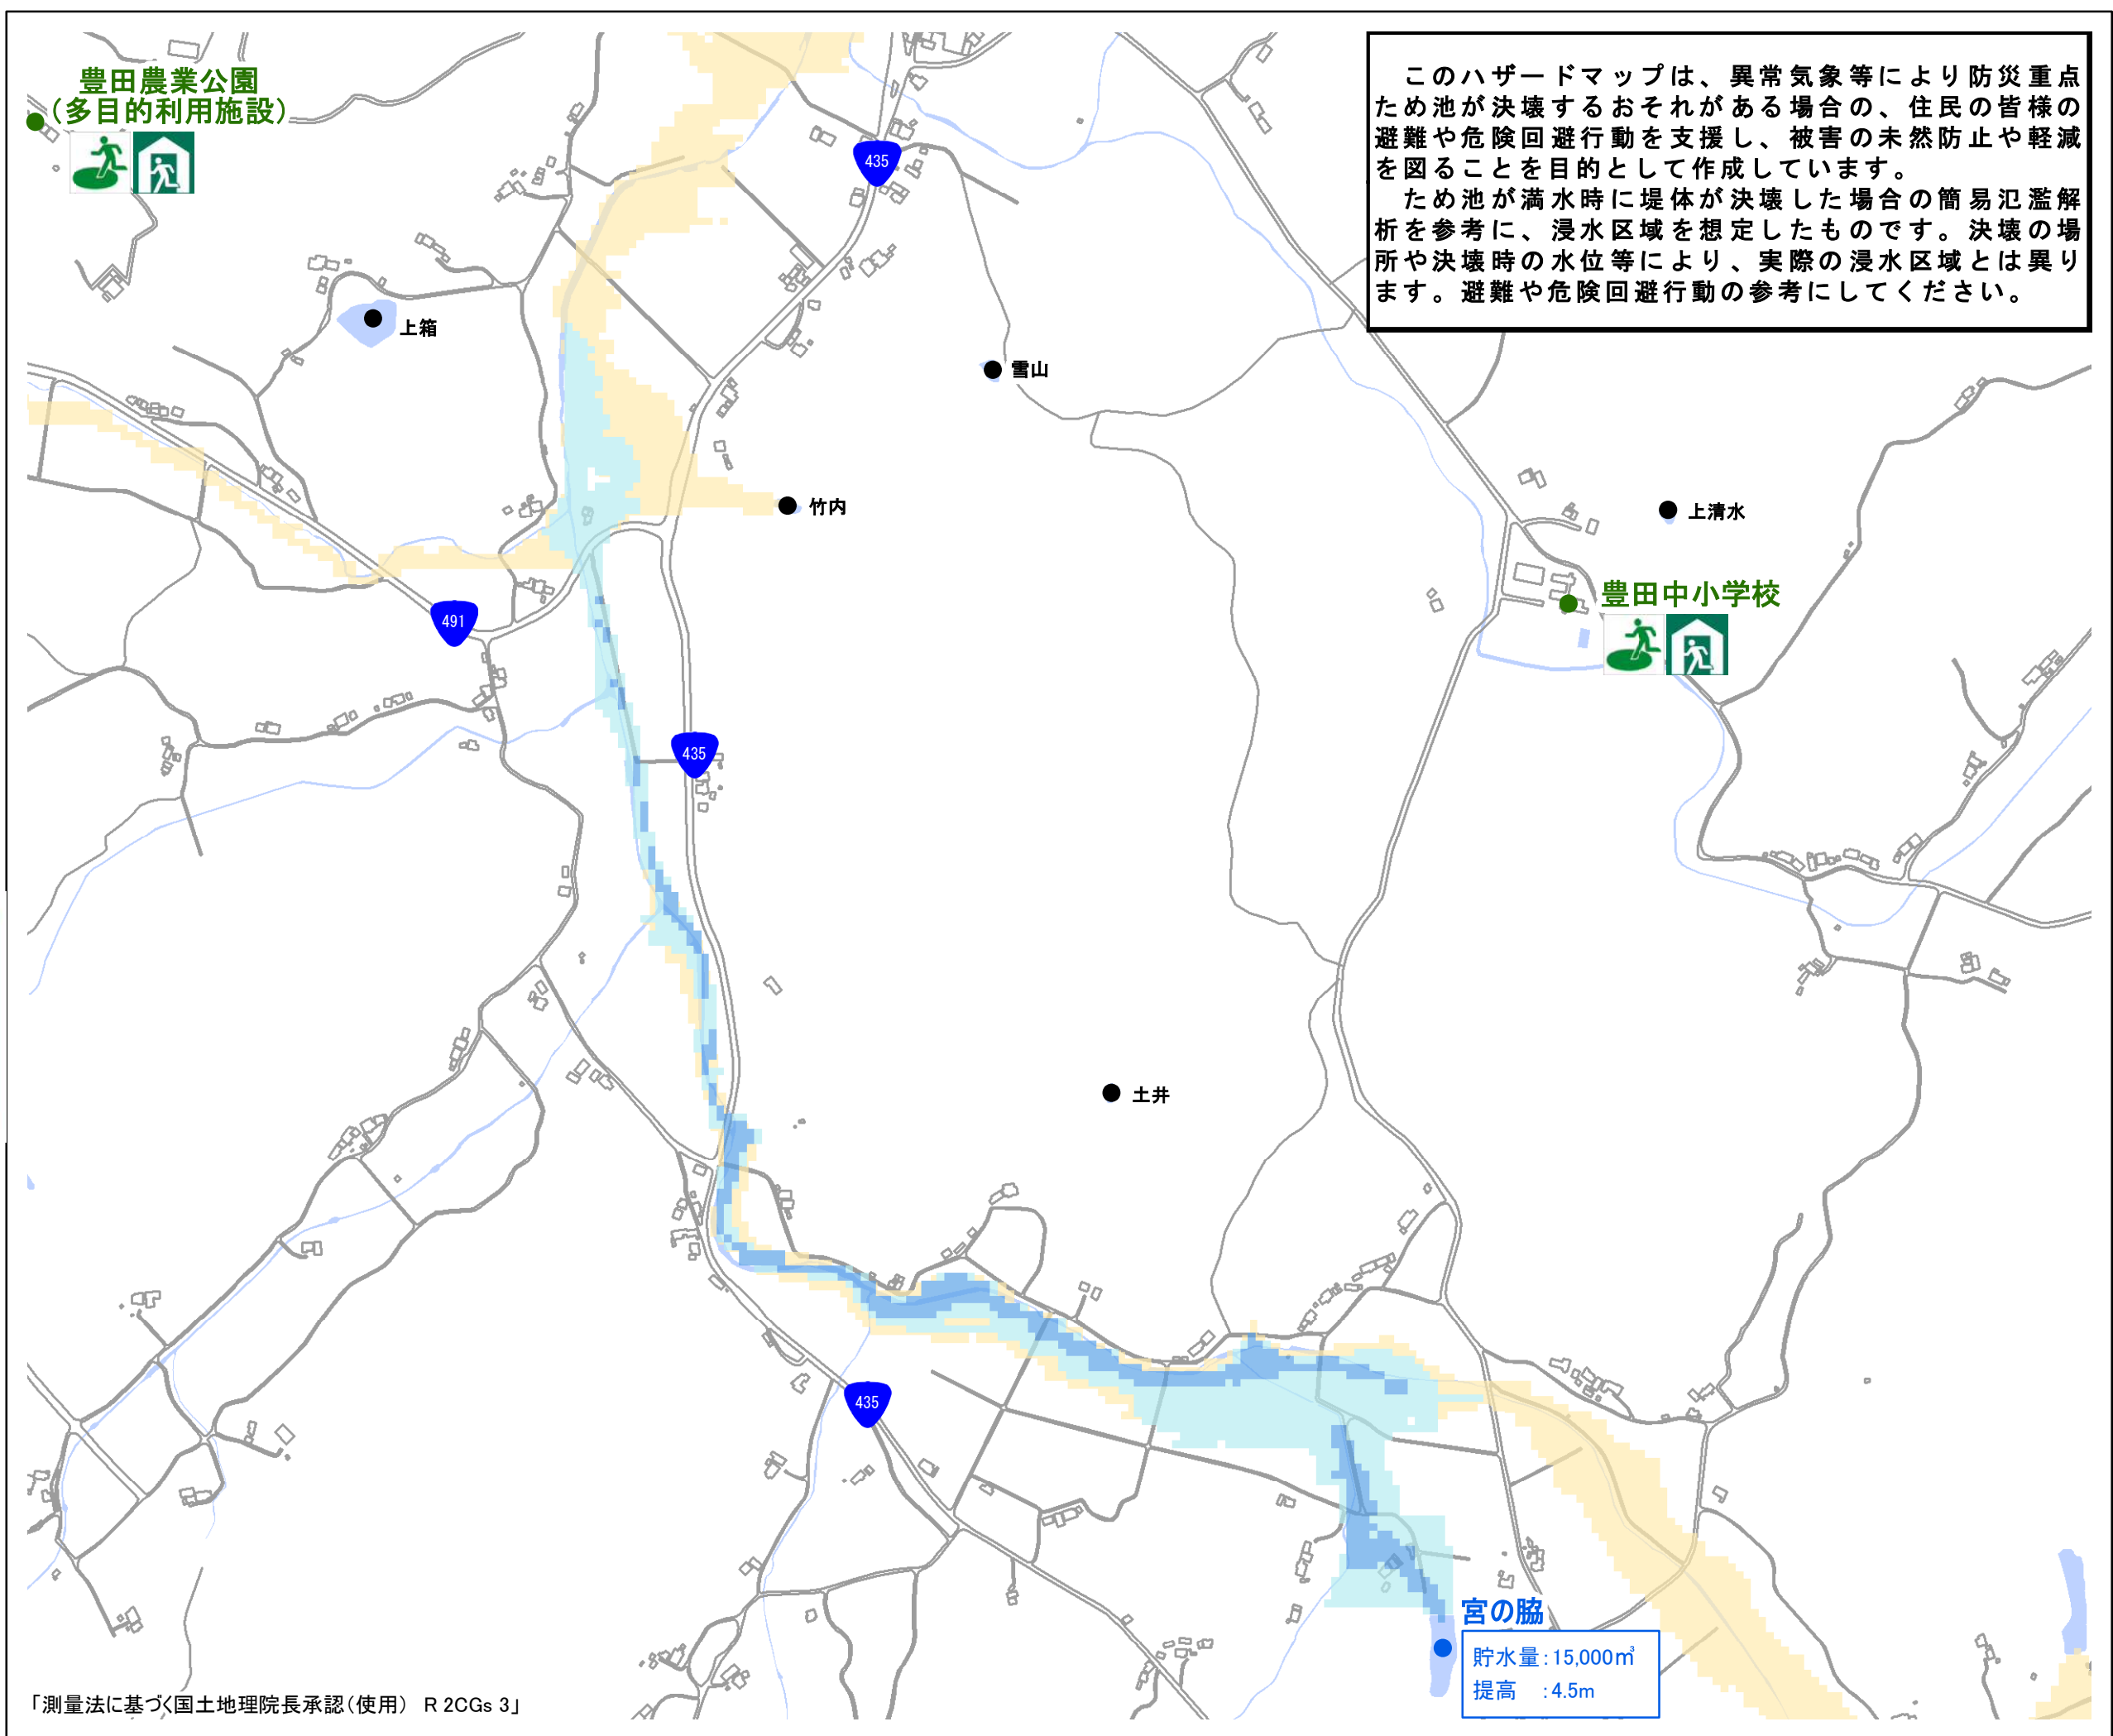 豊田農業公園
(多目的利用施設)
このハザードマップは、異常気象等により防災重点
ため池が決壊するおそれがある場合の、住民の皆様の
避難や危険回避行動を支援し、被害の未然防止や軽減
を図ることを目的として作成しています。
ため池が満水時に堤体が決壊した場合の簡易氾濫解
析を参考に、浸水区域を想定したものです。決壊の場
所や決壊時の水位等により、実際の浸水区域とは異り
ます。避難や危険回避行動の参考にしてください。
435
上箱
雪山
竹内
上清水
豊田中小学校
491
435
土井
435
宮の脇
貯水量:15,000㎥
提高 :4.5m
「測量法に基づく国土地理院長承認(使用) R 2CGs 3」